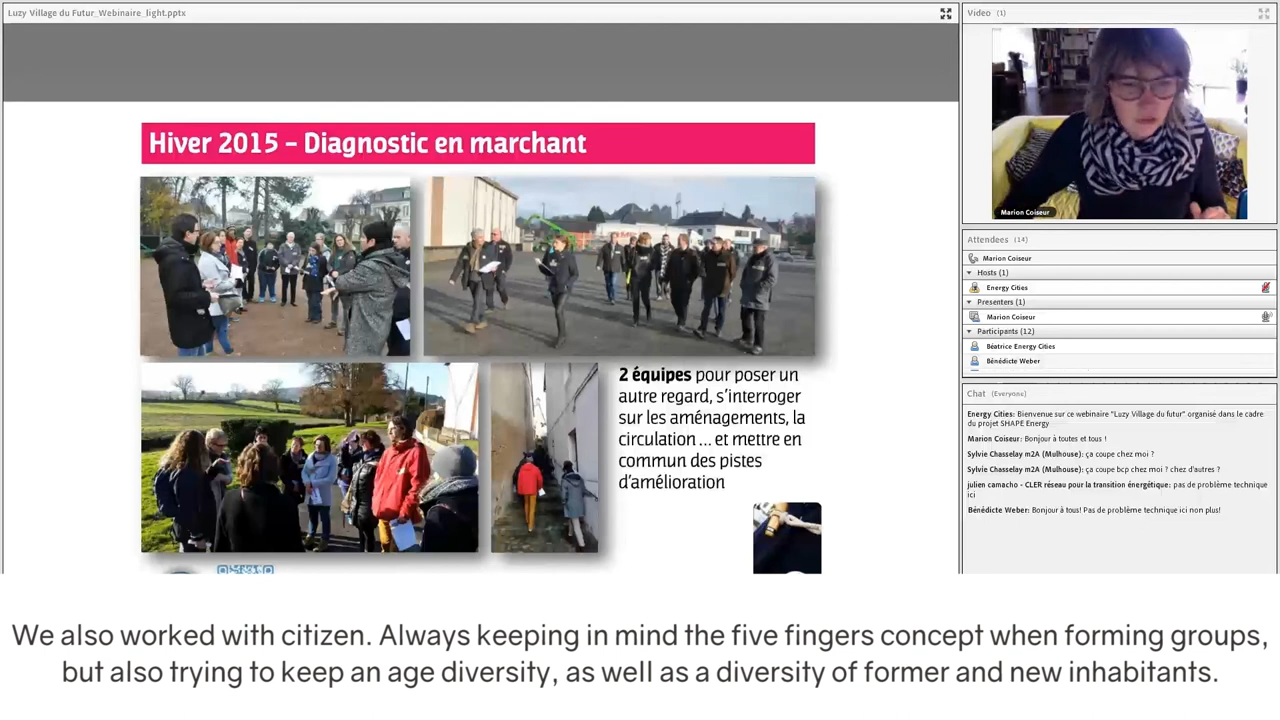 Luzy Village du Futur_Webinaire_light.pptx
Hiver 2015 – Diagnostic en marchant
2 équipes pour poser un
autre regard, s'interroger
sur les aménagements, la
circulation ... et mettre en
commun des pistes
d'amélioration
Video (1)
Marion Coiseur
Attendees (14)
Marion Coiseur
Hosts (1)
Energy Cities
Presenters (1)
Marion Coiseur
Participants (12)
Béatrice Energy Cities
Bénédicte Weber
Chat (Everyone)
Energy Cities: Bienvenue sur ce webinaire "Luzy Village du futur" organisé dans le cadre
du projet SHAPE Energy
Marion Coiseur: Bonjour à toutes et tous !
Sylvie Chasselay m2A (Mulhouse): ça coupe chez moi ?
Sylvie Chasselay m2A (Mulhouse): ça coupe bcp chez moi ? chez d'autres ?
julien camacho - CLER réseau pour la transition énergétique: pas de problème technique
ici
Bénédicte Weber: Bonjour à tous! Pas de problème technique ici non plus!
We also worked with citizen. Always keeping in mind the five fingers concept when forming groups,
but also trying to keep an age diversity, as well as a diversity of former and new inhabitants.